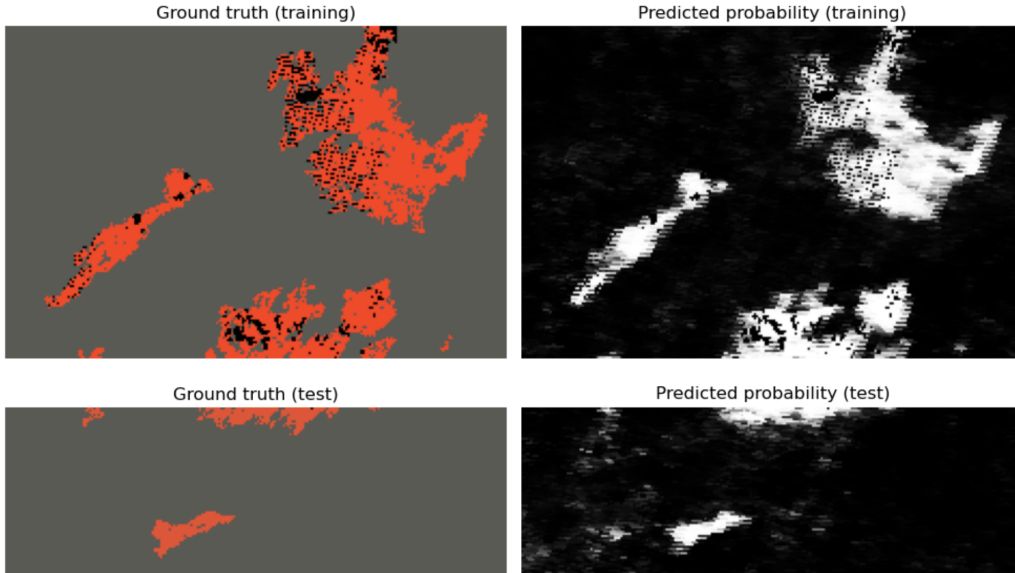 Ground truth (training)
Predicted probability (training)
Ground truth (test)
Predicted probability (test)